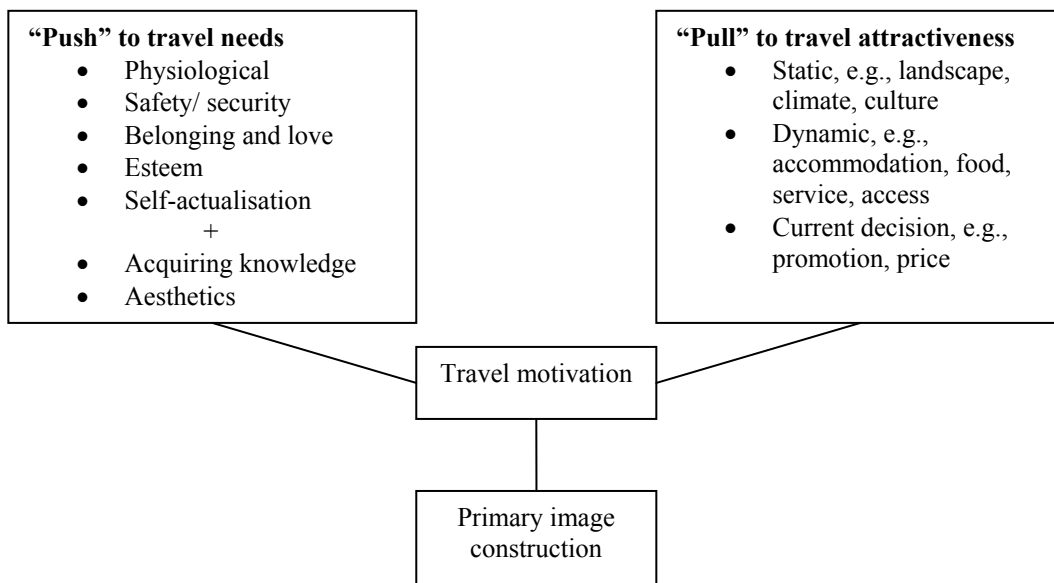 “Push” to travel needs
• Physiological
• Safety/ security
• Belonging and love
• Esteem
• Self-actualisation
+
• Acquiring knowledge
• Aesthetics
“Pull” to travel attractiveness
• Static, e.g., landscape,
climate, culture
• Dynamic, e.g.,
accommodation, food,
service, access
• Current decision, e.g.,
promotion, price
Travel motivation
Primary image
construction